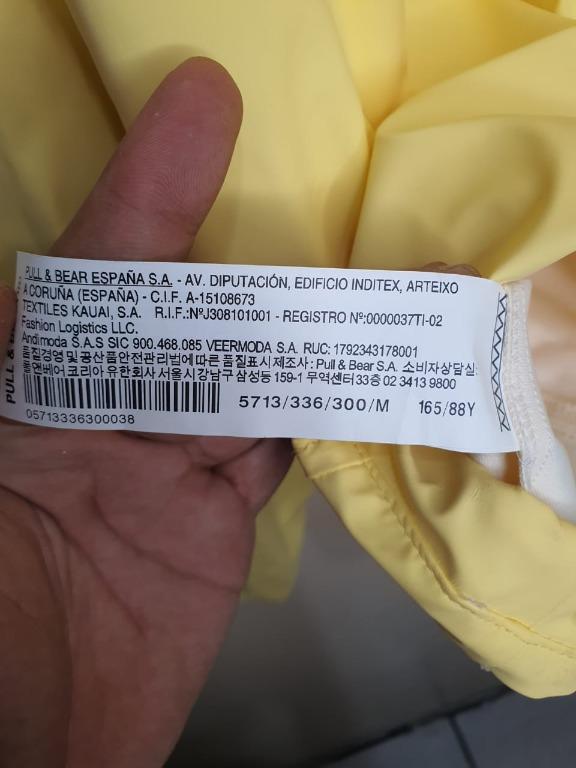 PULL & BEAR ESPAÑA S.A. - AV. DIPUTACIÓN, EDIFICIO INDITEX, ARTEIXO
A CORUÑA (ESPAÑA) - C.I.F. A-15108673
TEXTILES KAUAI, S.A. R.I.F.:NºJ308101001 - REGISTRO Nº:0000037TI-02
Fashion Logistics LLC.
Andimoda S.A.S SIC 900.468.085 VEERMODA S.A. RUC: 1792343178001
품질경영및공산품안전관리법에따른 품질표시제조사: Pull & Bear S.A. 소비자상담실:
풀앤베어 코리아 유한회사 서울시강남구 삼성동 159-1 무역센터33층 02 3413 9800
5713/336/300/M 165/88Y
05713336300038
PULL &